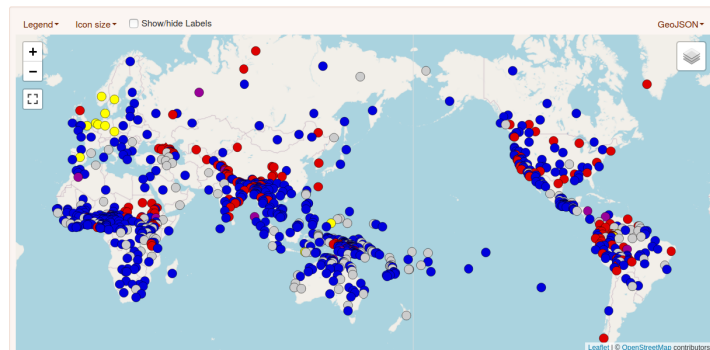 Legend Icon size Show/hide Labels GeoJSON
+
−
Leaflet | © OpenStreetMap contributors